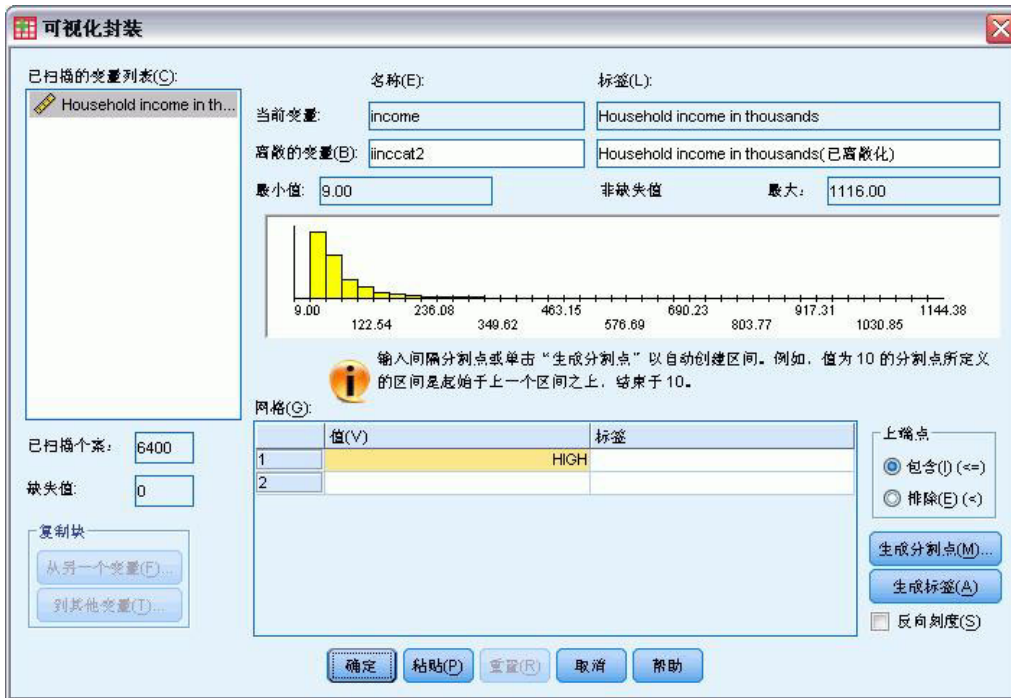 可视化封装
已扫描的变量列表(C):
Household income in th...
名称(E):
标签(L):
当前变量:
income
Household income in thousands
离散的变量(B):
iinccat2
Household income in thousands(已离散化)
最小值:
9.00
非缺失值
最大:
1116.00
9.00
122.54
236.08
349.62
463.15
576.69
690.23
803.77
917.31
1030.85
1144.38
输入间隔分割点或单击“生成分割点”以自动创建区间。例如，值为 10 的分割点所定义
的区间是起始于上一个区间之上，结束于 10。
网格(G):
值(V)
标签
1
HIGH
2
上端点
包含(I) (<=)
排除(E) (<)
已扫描个案:
6400
缺失值:
0
复制块
从另一个变量(F)...
到其他变量(T)...
生成分割点(M)...
生成标签(A)
反向刻度(S)
确定
粘贴(P)
重置(R)
取消
帮助